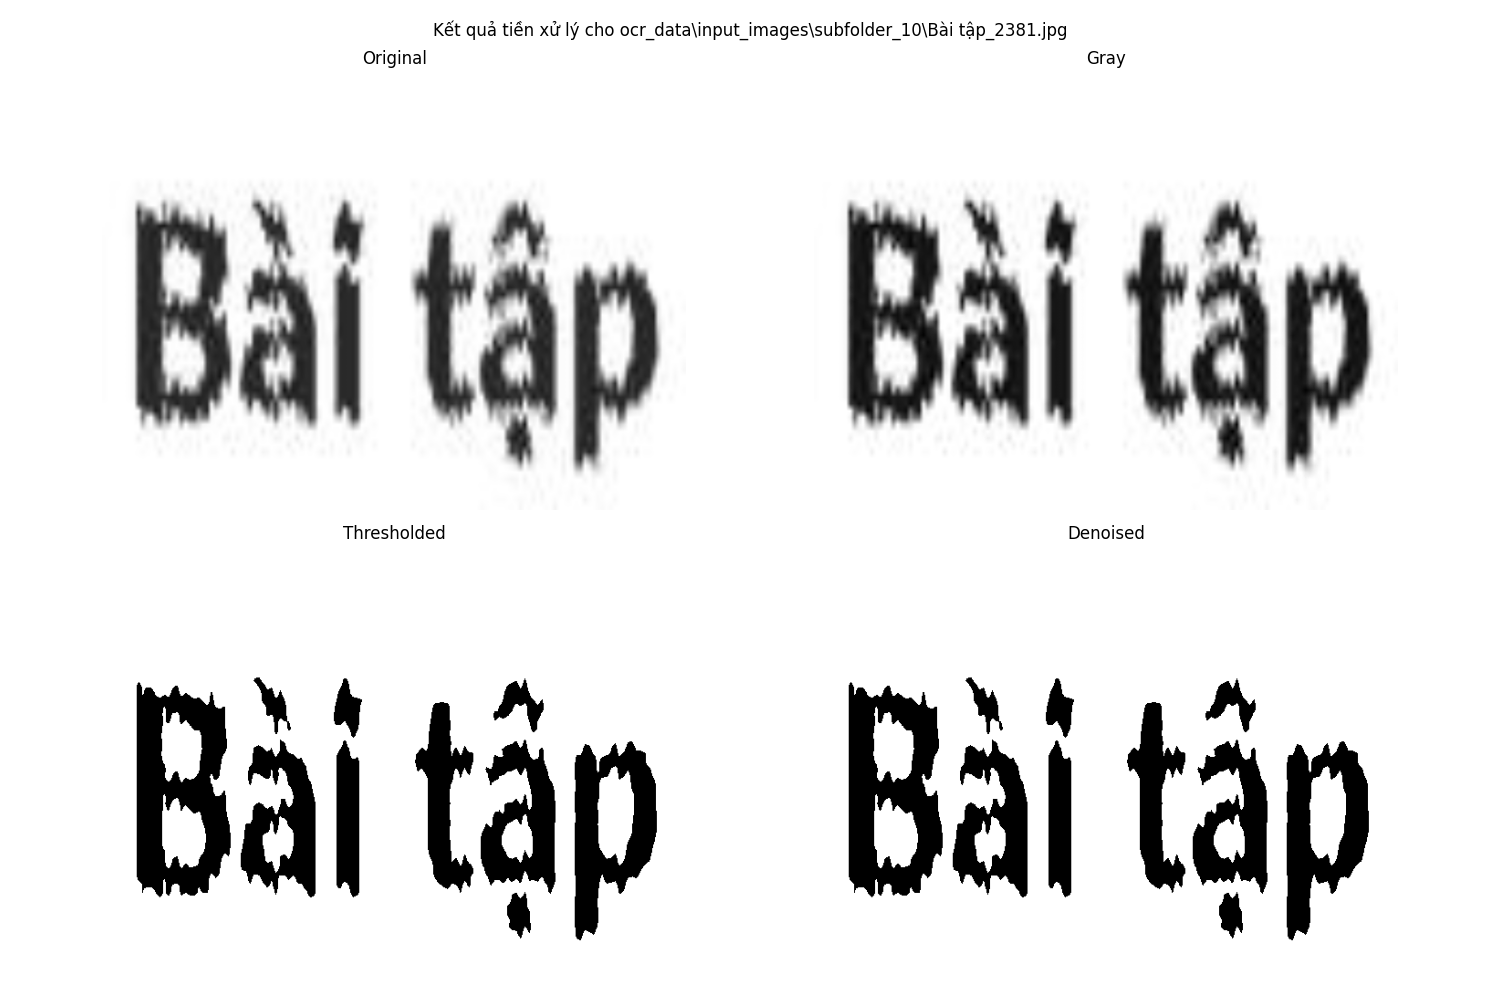 Kết quả tiền xử lý cho ocr_data\input_images\subfolder_10\Bài tập_2381.jpg
Original
Gray
Bài tập
Bài tập
Thresholded
Denoised
Bài tập
Bài tập